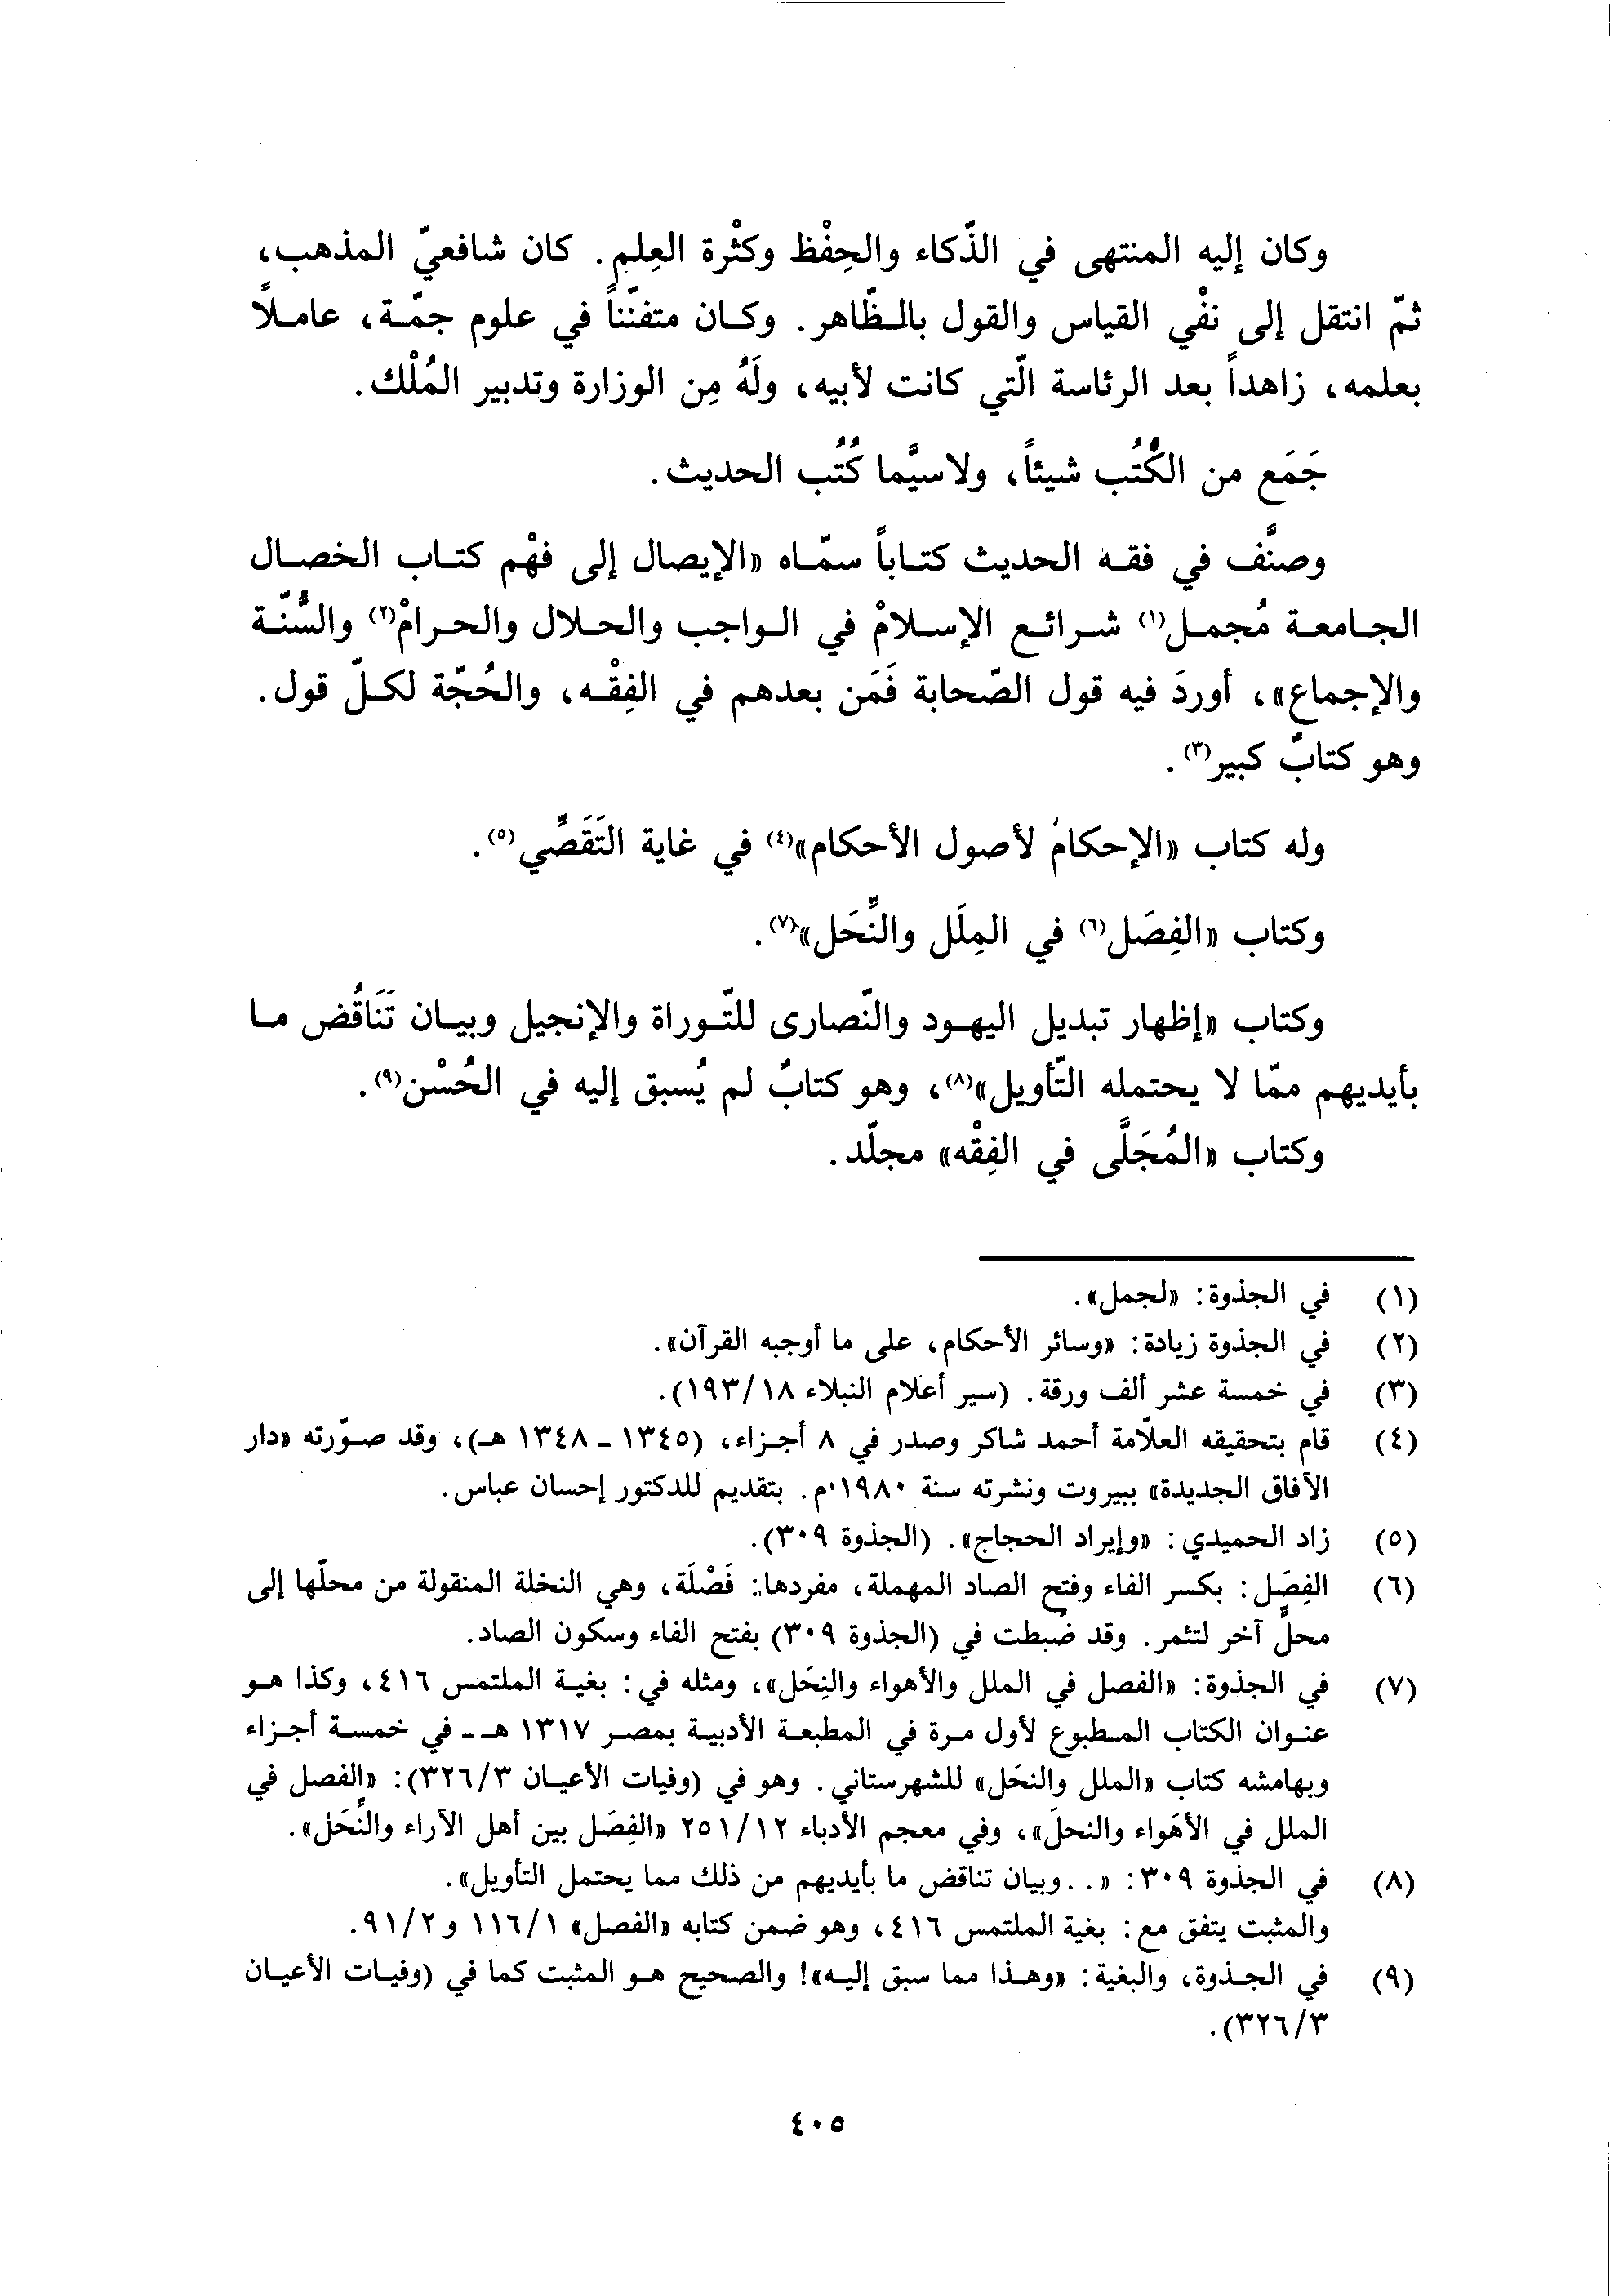 وكان إليه المنتهى في الذّكاء والحِفْظ وكثْرة العِلم. كان شافعيّ المذهب،
ثمّ انتقل إلى نفْي القياس والقول بالظّاهر. وكان متفنّناً في علوم جمّة، عاملاً
بعلمه، زاهداً بعد الرئاسة الّتي كانت لأبيه، ولَهُ مِن الوزارة وتدبير المُلْك.
جَمَع من الكُتُب شيئاً، ولاسيَّما كُتُب الحديث.
وصنَّف في فقه الحديث كتاباً سمّاه «الإيصال إلى فهْم كتاب الخصال
الجامعة مُجمل(١) شرائع الإسلامْ في الواجب والحلال والحرامْ(٢) والسُّنّة
والإجماع»، أوردَ فيه قول الصّحابة فَمَن بعدهم في الفِقْه، والحُجّة لكلّ قول.
وهو كتابٌ كبير(٣).
وله كتاب «الإحكام لأصول الأحكام»(٤) في غاية التَقَصِّي(٥).
وكتاب «الفِصَل(٦) في المِلَل والنِّحَل»(٧).
وكتاب «إظهار تبديل اليهود والنّصارى للتّوراة والإنجيل وبيان تَنَاقُض ما
بأيديهم ممّا لا يحتمله التّأويل»(٨)، وهو كتابٌ لم يُسبق إليه في الحُسْن(٩).
وكتاب «المُجَلَّى في الفِقْه» مجلّد.
(١) في الجذوة: «لجمل».
(٢) في الجذوة زيادة: «وسائر الأحكام، على ما أوجبه القرآن».
(٣) في خمسة عشر ألف ورقة. (سير أعلام النبلاء ١٩٣/١٨).
(٤) قام بتحقيقه العلاّمة أحمد شاكر وصدر في ٨ أجزاء، (١٣٤٥ - ١٣٤٨ هـ)، وقد صوّرته «دار
الآفاق الجديدة» ببيروت ونشرته سنة ١٩٨٠م. بتقديم للدكتور إحسان عباس.
(٥) زاد الحميدي: «وإيراد الحجاج». (الجذوة ٣٠٩).
(٦) الفِصَل: بكسر الفاء وفتح الصاد المهملة، مفردها: فَصْلَة، وهي النخلة المنقولة من محلّها إلى
محلٍّ آخر لتثمر. وقد ضُبطت في (الجذوة ٣٠٩) بفتح الفاء وسكون الصاد.
(٧) في الجذوة: «الفصل في الملل والأهواء والنِحَل»، ومثله في: بغية الملتمس ٤١٦، وكذا هو
عنوان الكتاب المطبوع لأول مرة في المطبعة الأدبية بمصر ١٣١٧ هـ - في خمسة أجزاء
وبهامشه كتاب «الملل والنحَل» للشهرستاني. وهو في (وفيات الأعيان ٣٢٦/٣): «الفصل في
الملل في الأهواء والنحل»، وفي معجم الأدباء ٢٥١/١٢ «الفِصَل بين أهل الآراء والنِّحَل».
(٨) في الجذوة ٣٠٩: «..وبيان تناقض ما بأيديهم من ذلك مما يحتمل التأويل».
والمثبت يتفق مع: بغية الملتمس ٤١٦، وهو ضمن كتابه «الفصل» ١١٦/١ و٩١/٢.
(٩) في الجذوة، والبغية: «وهذا مما سبق إليه»! والصحيح هو المثبت كما في (وفيات الأعيان
٣٢٦/٣).
٤٠٥